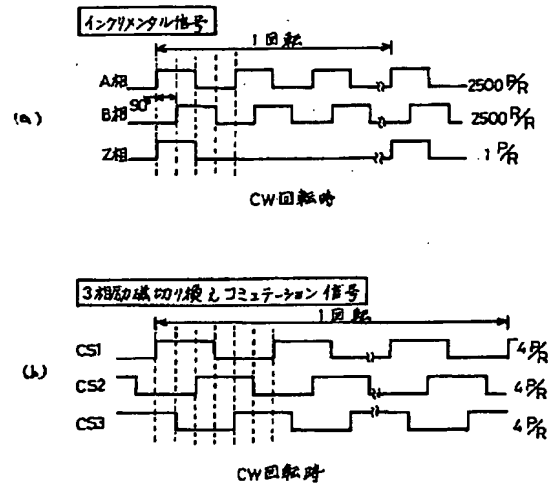 インクリメンタル信号
1回転
A相 2500 P/R
90°
B相 2500 P/R
(a)
Z相 1 P/R
CW回転時
3相励磁切り換えコミュテーション信号
1回転
CS1 4P/R
(b)
CS2 4P/R
CS3 4P/R
CW回転時